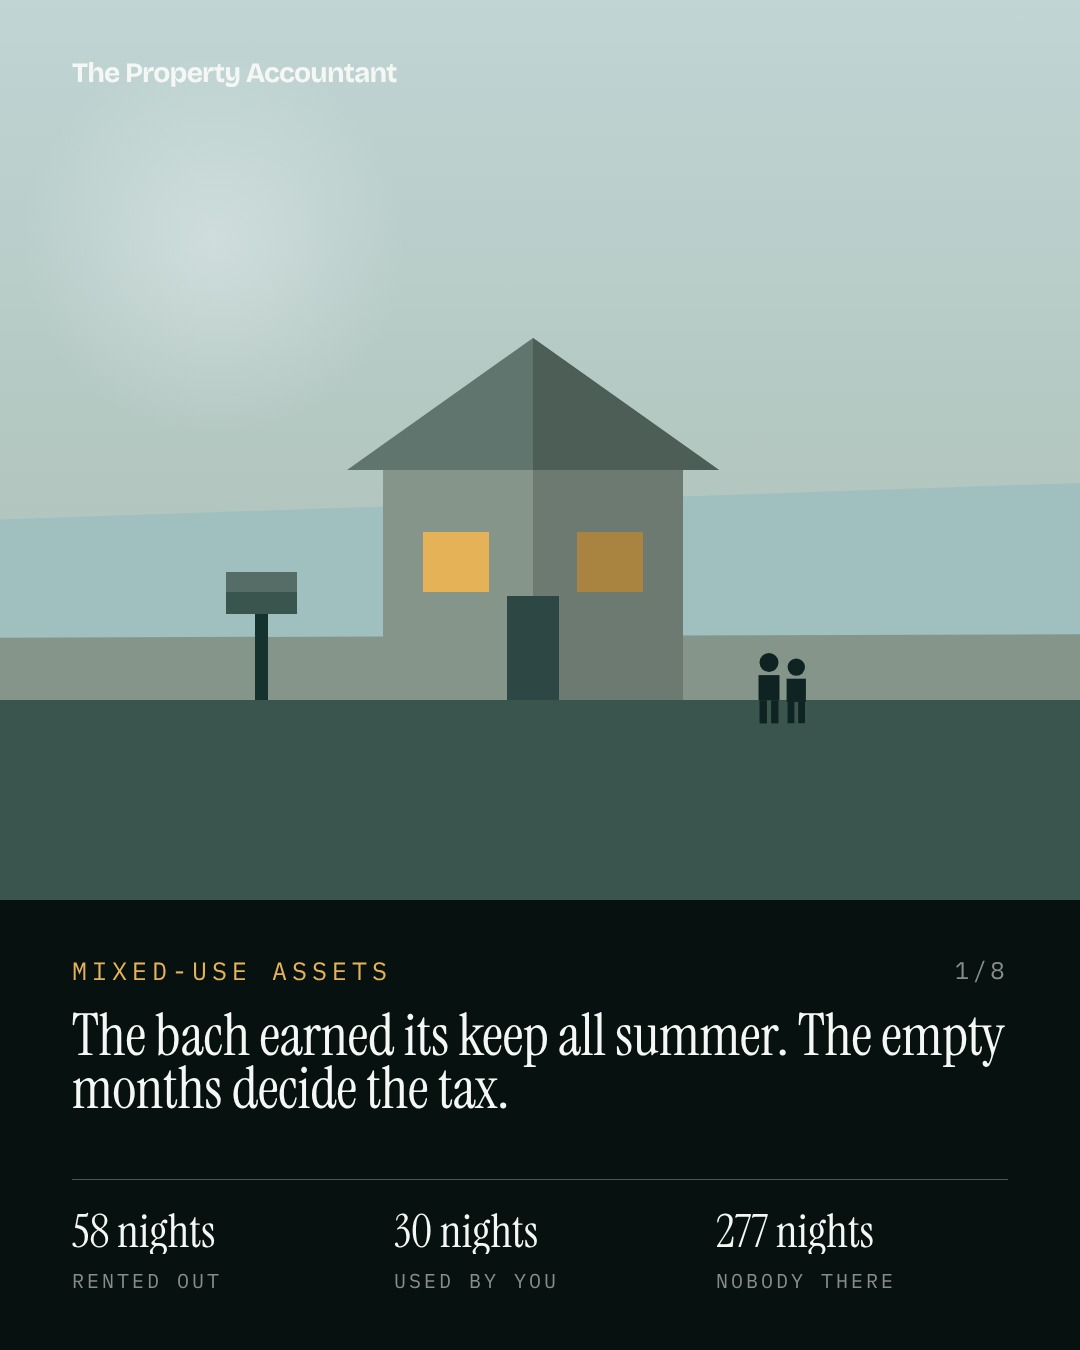 The Property Accountant
MIXED-USE ASSETS
1/8
The bach earned its keep all summer. The empty
months decide the tax.
58 nights
30 nights
277 nights
RENTED OUT
USED BY YOU
NOBODY THERE